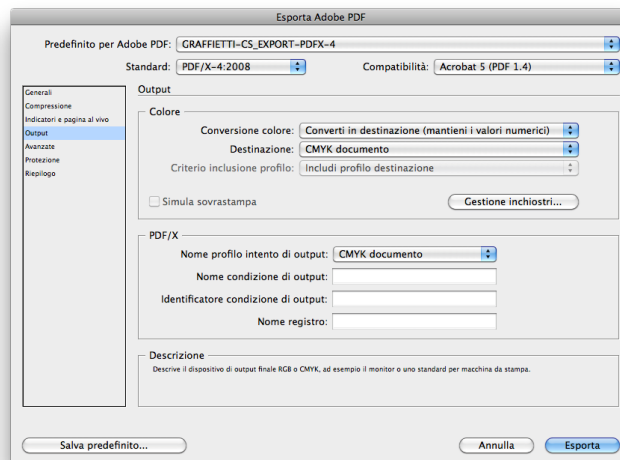 Esporta Adobe PDF
Predefinito per Adobe PDF: GRAFFIETTI-CS_EXPORT-PDFX-4
Standard: PDF/X-4:2008 Compatibilità: Acrobat 5 (PDF 1.4)
Generali
Compressione
Indicatori e pagina al vivo
Output
Avanzate
Protezione
Riepilogo
Output
Colore
Conversione colore: Converti in destinazione (mantieni i valori numerici)
Destinazione: CMYK documento
Criterio inclusione profilo: Includi profilo destinazione
Simula sovrastampa Gestione inchiostri...
PDF/X
Nome profilo intento di output: CMYK documento
Nome condizione di output:
Identificatore condizione di output:
Nome registro:
Descrizione
Descrive il dispositivo di output finale RGB o CMYK, ad esempio il monitor o uno standard per macchina da stampa.
Salva predefinito... Annulla Esporta